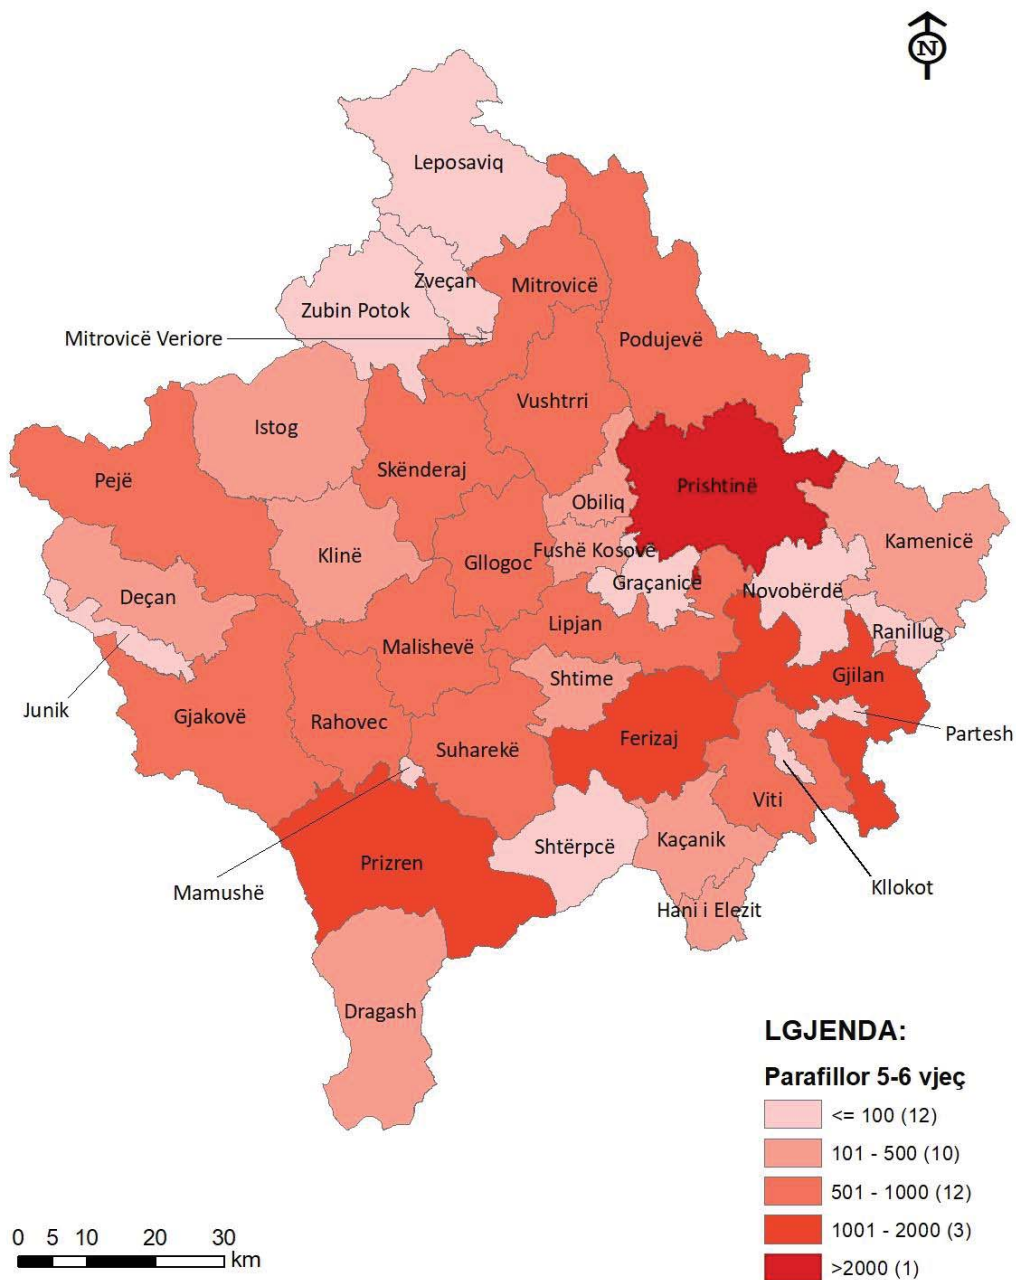 N
Leposaviq
Zveçan
Mitrovicë
Zubin Potok
Mitrovicë Veriore
Podujevë
Vushtrri
Istog
Skënderaj
Pejë
Prishtinë
Obiliq
Kamenicë
Fushë Kosovë
Klinë
Gllogoc
Graçanicë
Novobërdë
Deçan
Lipjan
Ranillug
Malishevë
Gjilan
Shtime
Junik
Gjakovë
Rahovec
Ferizaj
Partesh
Suharekë
Viti
Kaçanik
Shtërpcë
Prizren
Kllokot
Mamushë
Hani i Elezit
Dragash
LGJENDA:
Parafillor 5-6 vjeç
<= 100 (12)
101 - 500 (10)
501 - 1000 (12)
1001 - 2000 (3)
>2000 (1)
0 5 10 20 30
km